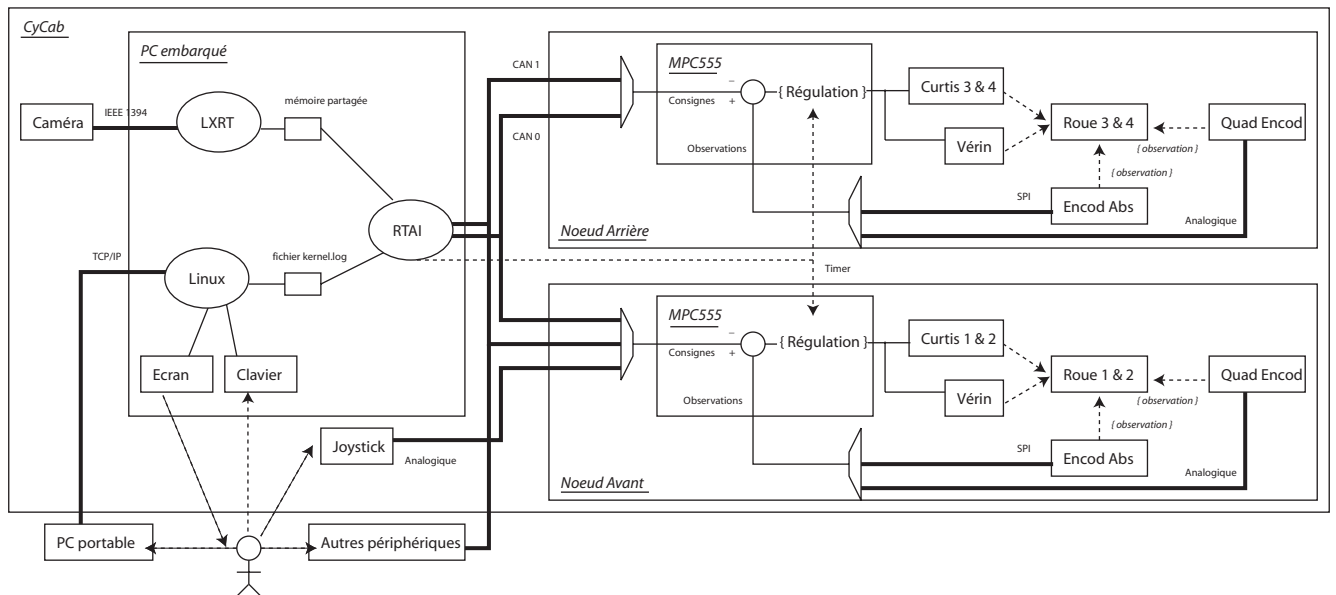 CyCab
PC embarqué
Caméra
IEEE 1394
LXRT
mémoire partagée
RTAI
TCP/IP
Linux
fichier kernel.log
Ecran
Clavier
Joystick
Analogique
PC portable
Autres périphériques
CAN 1
CAN 0
Timer
MPC555
Consignes
–
+
{ Régulation }
Observations
Curtis 3 & 4
Vérin
Roue 3 & 4
Quad Encod
{ observation }
{ observation }
SPI
Encod Abs
Analogique
Noeud Arrière
MPC555
Consignes
–
+
{ Régulation }
Observations
Curtis 1 & 2
Vérin
Roue 1 & 2
Quad Encod
{ observation }
{ observation }
SPI
Encod Abs
Analogique
Noeud Avant